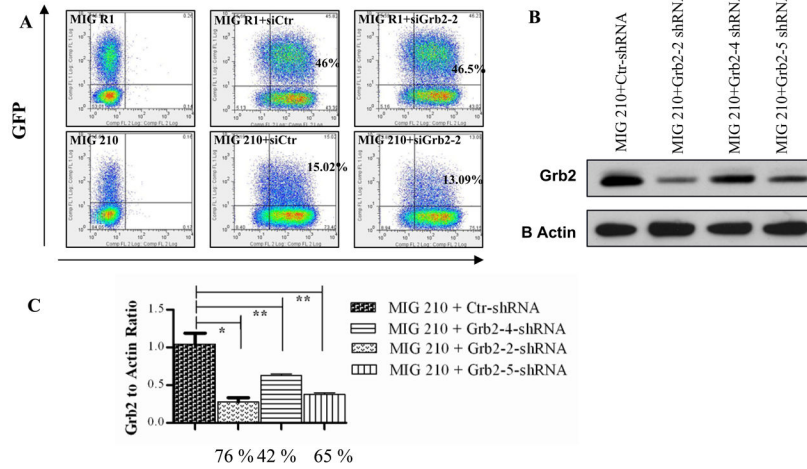 A
MIG R1
MIG R1+siCtr
MIG R1+siGrb2-2
46%
46.5%
MIG 210
MIG 210+siCtr
MIG 210+siGrb2-2
15.02%
13.09%
GFP
B
MIG 210+Ctr-shRNA
MIG 210+Grb2-2 shRNA
MIG 210+Grb2-4 shRNA
MIG 210+Grb2-5 shRNA
Grb2
B Actin
C
Grb2 to Actin Ratio
1.5
1.0
0.5
0.0
*
**
**
MIG 210 + Ctr-shRNA
MIG 210 + Grb2-4-shRNA
MIG 210 + Grb2-2-shRNA
MIG 210 + Grb2-5-shRNA
76 % 42 % 65 %